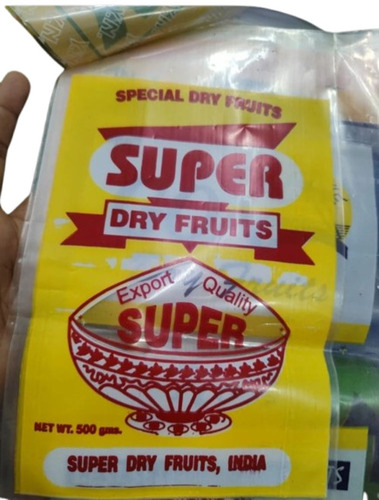 SPECIAL DRY FRUITS
SUPER
DRY FRUITS
Export Quality
SUPER
NET WT. 500 gms.
SUPER DRY FRUITS, INDIA